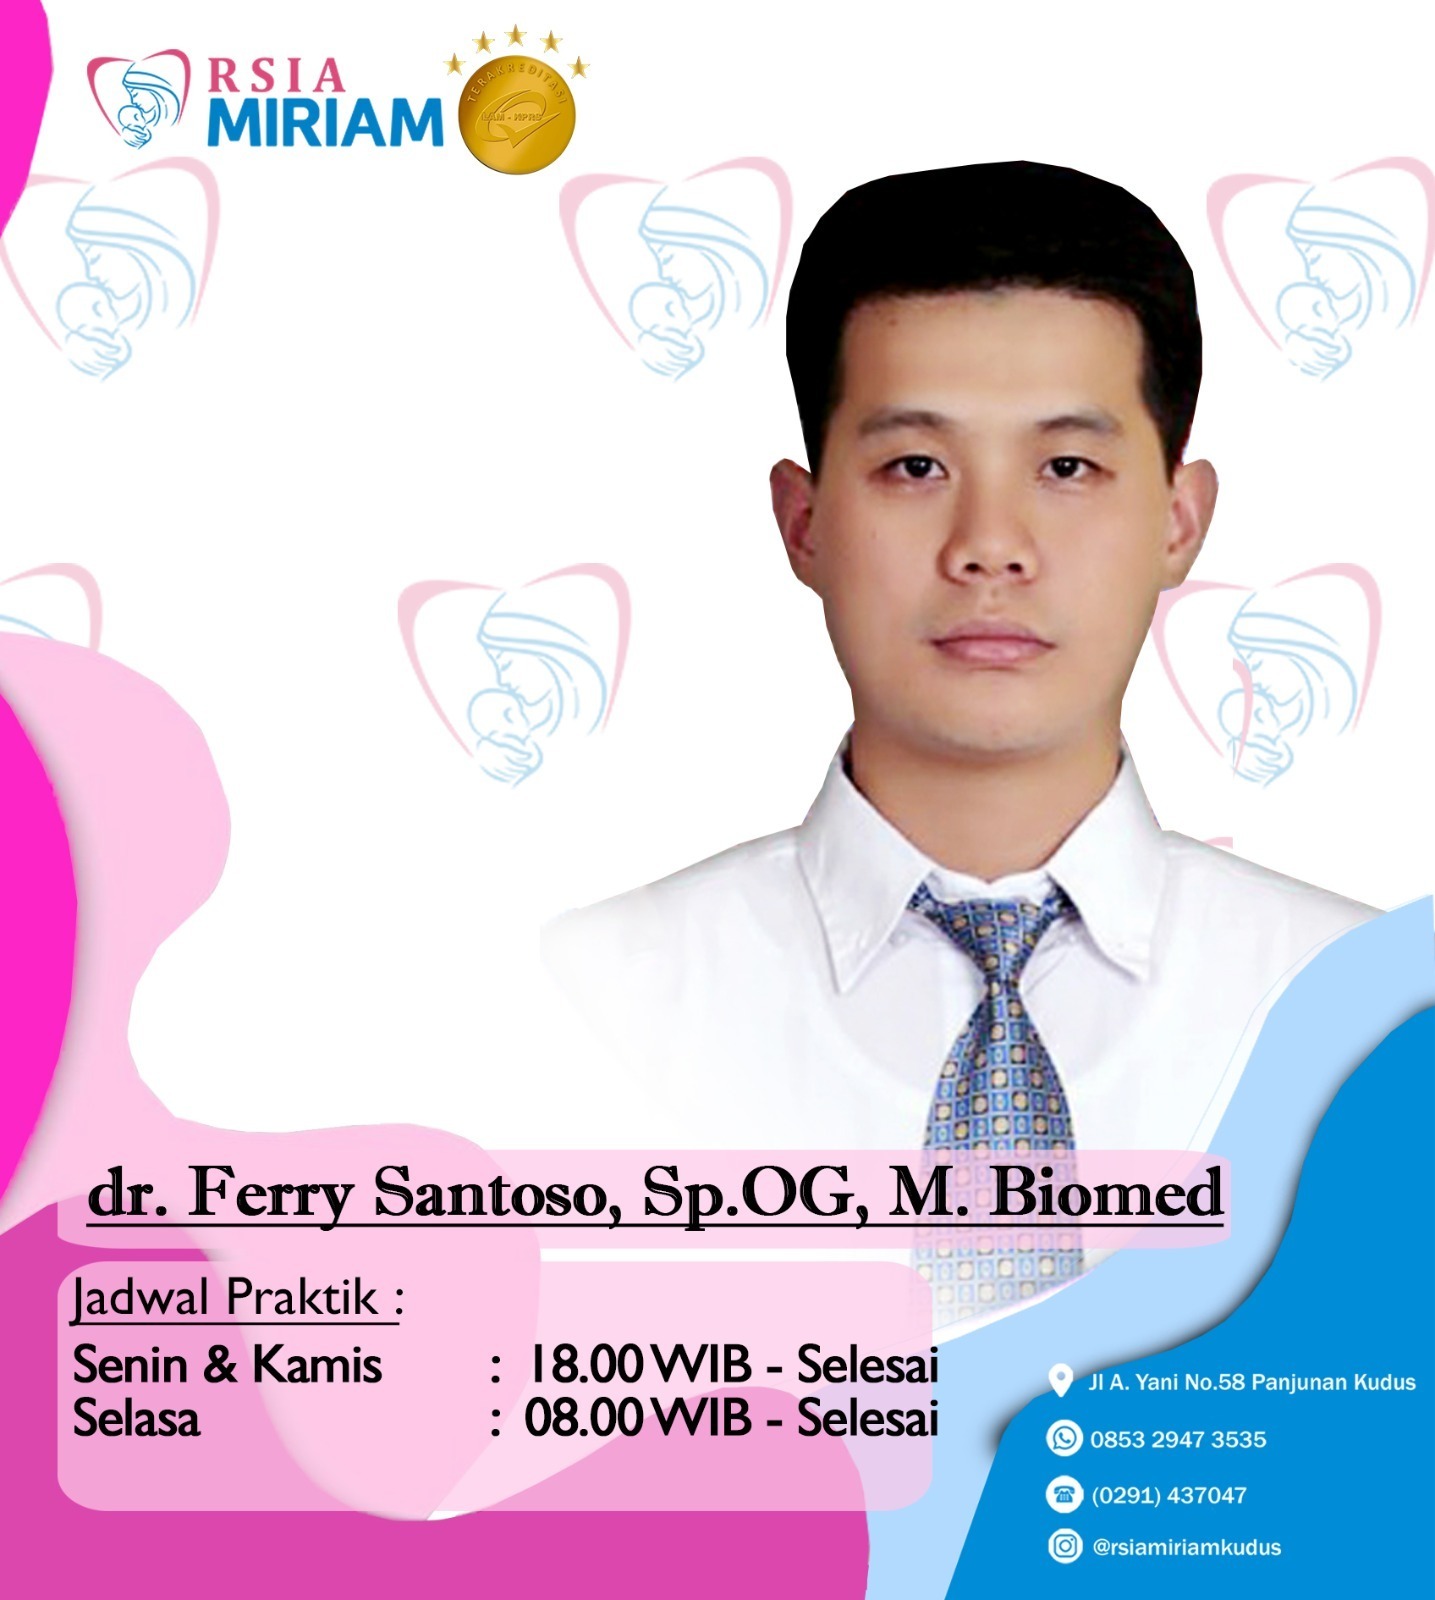 RSIA
MIRIAM
TERAKREDITASI
LAM - KPRS
dr. Ferry Santoso, Sp.OG, M. Biomed
Jadwal Praktik :
Senin & Kamis : 18.00 WIB - Selesai
Selasa : 08.00 WIB - Selesai
Jl A. Yani No.58 Panjunan Kudus
0853 2947 3535
(0291) 437047
@rsiamiriamkudus